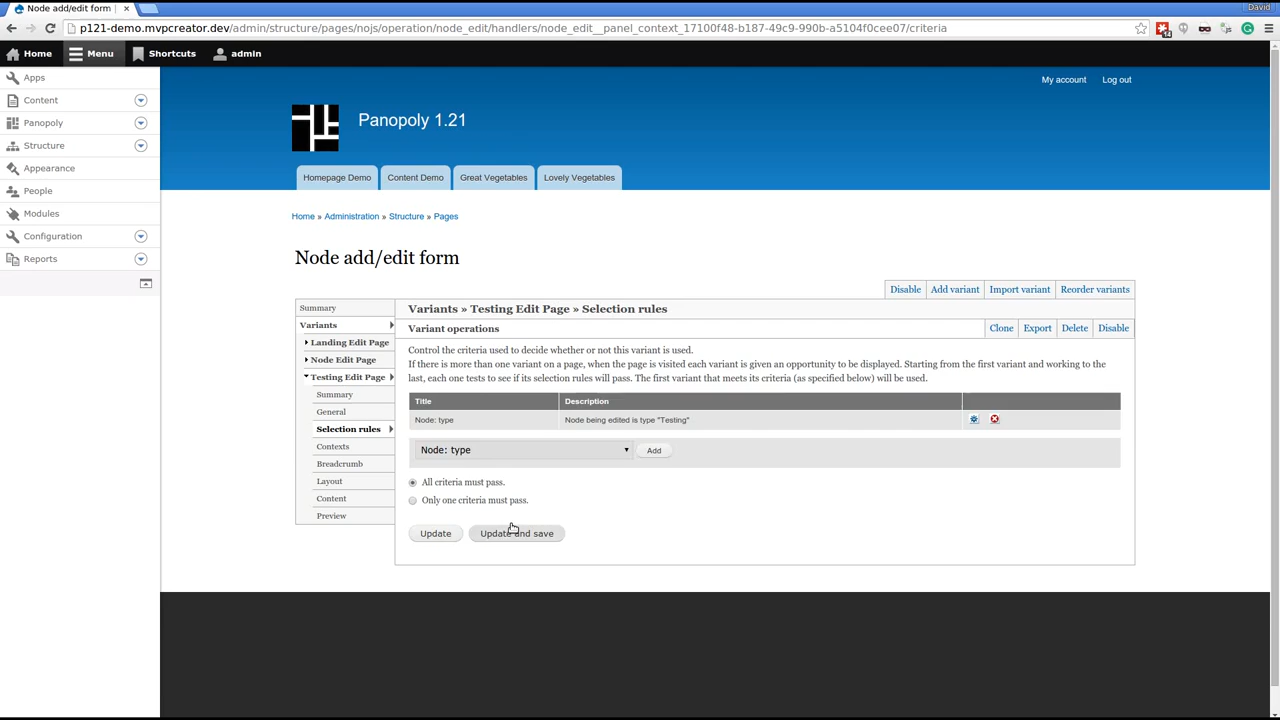 Node add/edit form
David
p121-demo.mvpcreator.dev/admin/structure/pages/nojs/operation/node_edit/handlers/node_edit__panel_context_17100f48-b187-49c9-990b-a5104f0cee07/criteria
Home Menu Shortcuts admin
Apps
Content
Panopoly
Structure
Appearance
People
Modules
Configuration
Reports
My account Log out
Panopoly 1.21
Homepage Demo Content Demo Great Vegetables Lovely Vegetables
Home » Administration » Structure » Pages
Node add/edit form
Disable Add variant Import variant Reorder variants
Summary
Variants
Landing Edit Page
Node Edit Page
Testing Edit Page
Summary
General
Selection rules
Contexts
Breadcrumb
Layout
Content
Preview
Variants » Testing Edit Page » Selection rules
Variant operations
Clone Export Delete Disable
Control the criteria used to decide whether or not this variant is used.
If there is more than one variant on a page, when the page is visited each variant is given an opportunity to be displayed. Starting from the first variant and working to the
last, each one tests to see if its selection rules will pass. The first variant that meets its criteria (as specified below) will be used.
Title Description
Node: type Node being edited is type "Testing"
Node: type Add
All criteria must pass.
Only one criteria must pass.
Update Update and save